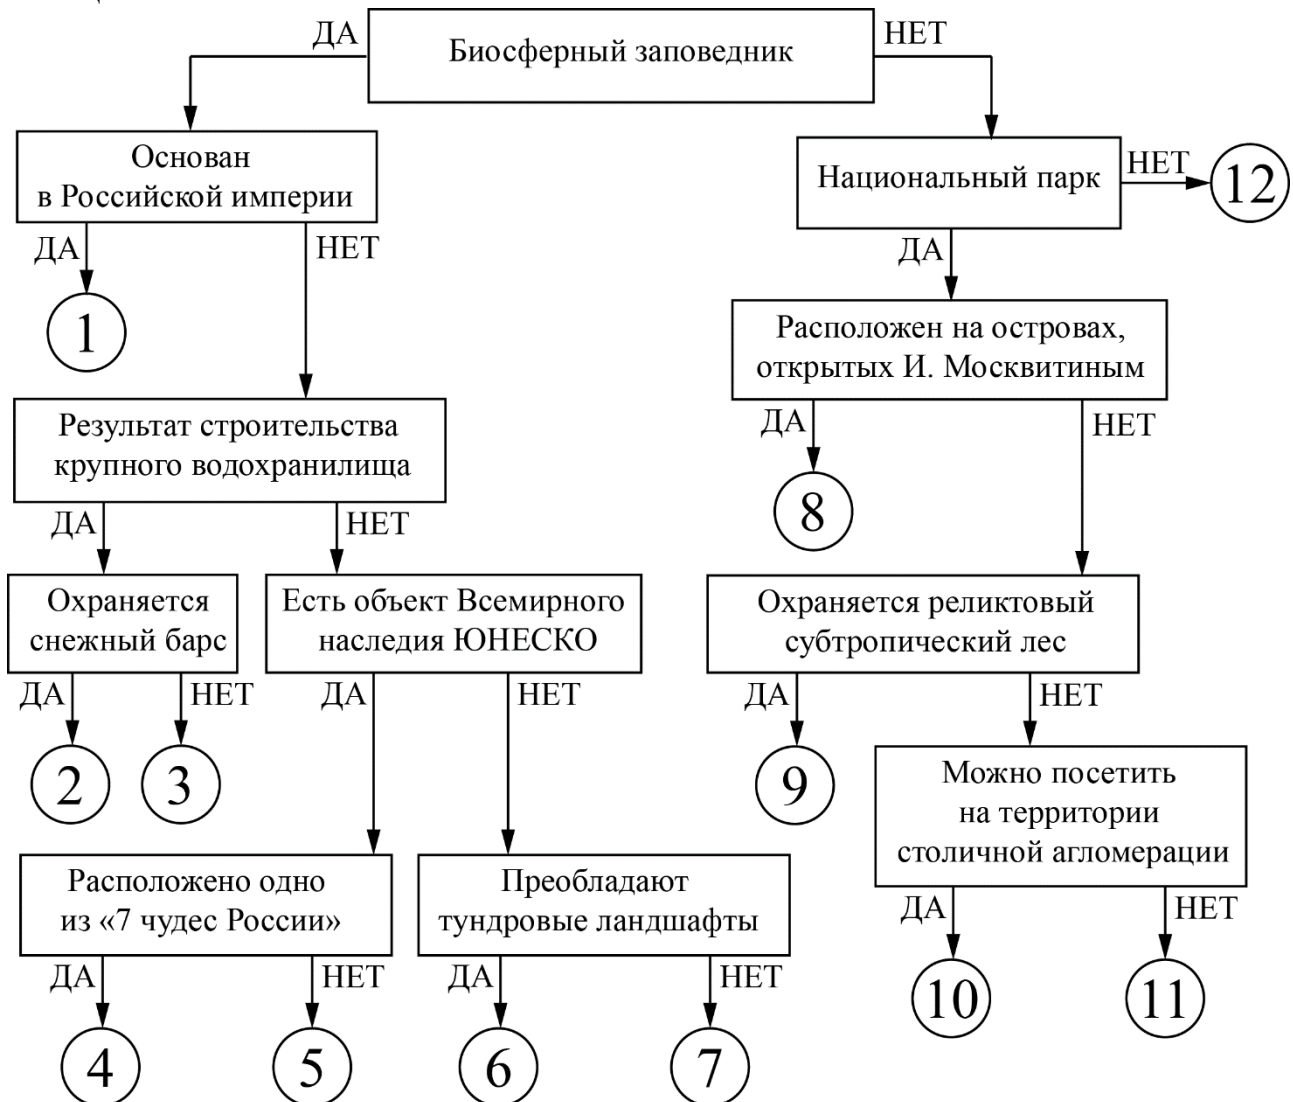 ДА
Биосферный заповедник
НЕТ
Основан
в Российской империи
Национальный парк
НЕТ
12
ДА
НЕТ
ДА
1
Расположен на островах,
открытых И. Москвитиным
Результат строительства
крупного водохранилища
ДА
НЕТ
8
ДА
НЕТ
Охраняется
снежный барс
Есть объект Всемирного
наследия ЮНЕСКО
Охраняется реликтовый
субтропический лес
ДА
НЕТ
ДА
НЕТ
ДА
НЕТ
2
3
9
Можно посетить
на территории
столичной агломерации
Расположено одно
из «7 чудес России»
Преобладают
тундровые ландшафты
ДА
НЕТ
ДА
НЕТ
ДА
НЕТ
10
11
4
5
6
7